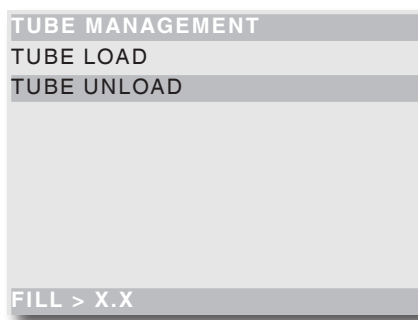 TUBE MANAGEMENT
TUBE LOAD
TUBE UNLOAD
FILL > X.X